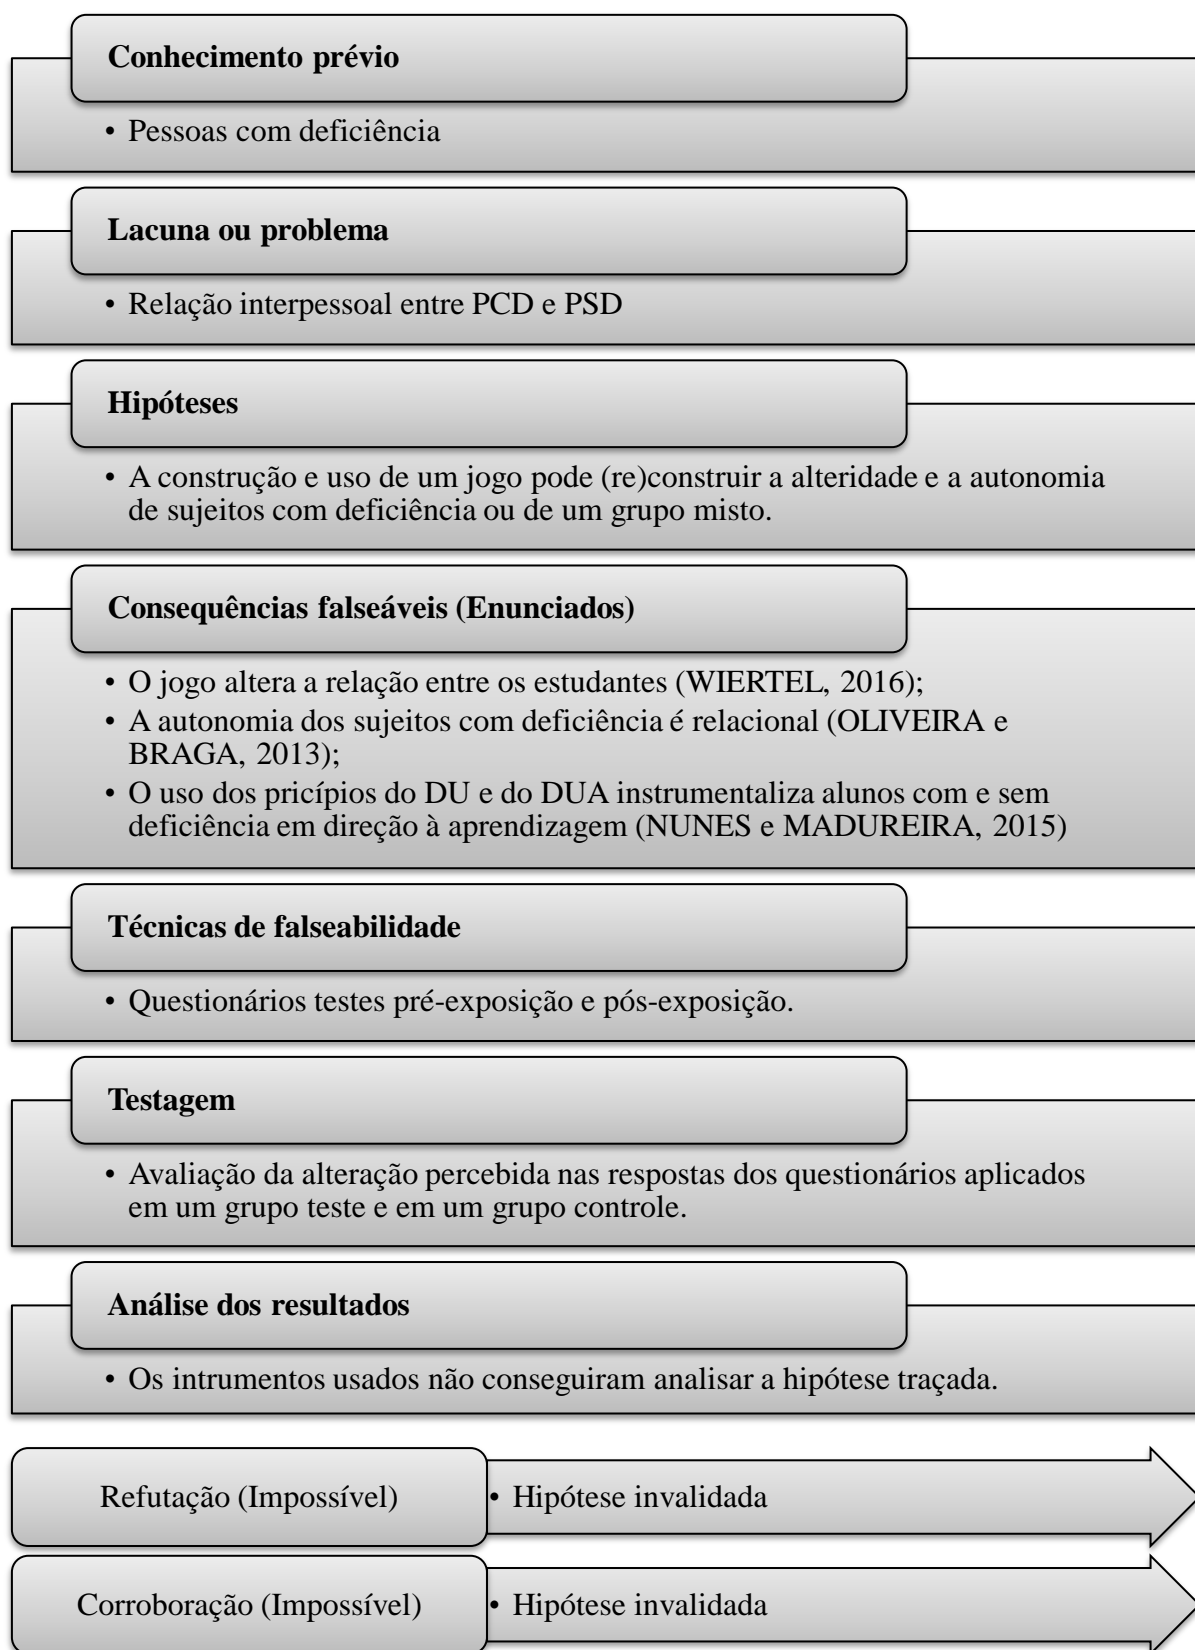 Conhecimento prévio
• Pessoas com deficiência
Lacuna ou problema
• Relação interpessoal entre PCD e PSD
Hipóteses
• A construção e uso de um jogo pode (re)construir a alteridade e a autonomia
de sujeitos com deficiência ou de um grupo misto.
Consequências falseáveis (Enunciados)
• O jogo altera a relação entre os estudantes (WIERTEL, 2016);
• A autonomia dos sujeitos com deficiência é relacional (OLIVEIRA e
BRAGA, 2013);
• O uso dos pricípios do DU e do DUA instrumentaliza alunos com e sem
deficiência em direção à aprendizagem (NUNES e MADUREIRA, 2015)
Técnicas de falseabilidade
• Questionários testes pré-exposição e pós-exposição.
Testagem
• Avaliação da alteração percebida nas respostas dos questionários aplicados
em um grupo teste e em um grupo controle.
Análise dos resultados
• Os intrumentos usados não conseguiram analisar a hipótese traçada.
Refutação (Impossível)
• Hipótese invalidada
Corroboração (Impossível)
• Hipótese invalidada